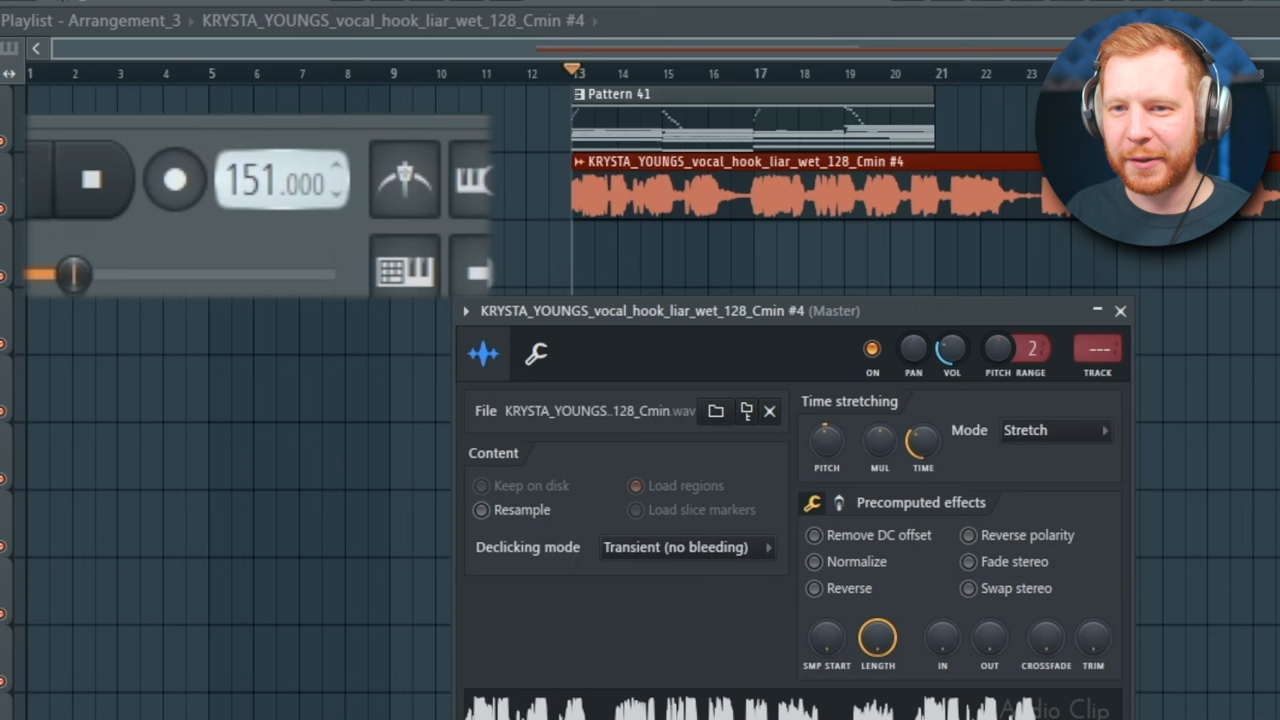 Playlist - Arrangement_3 › KRYSTA_YOUNGS_vocal_hook_liar_wet_128_Cmin #4 ›
1 2 3 4 5 6 7 8 9 10 11 12 13 14 15 16 17 18 19 20 21 22 23 8
Pattern 41
KRYSTA_YOUNGS_vocal_hook_liar_wet_128_Cmin #4
151.000
KRYSTA_YOUNGS_vocal_hook_liar_wet_128_Cmin #4 (Master)
2 ---
ON PAN VOL PITCH RANGE TRACK
File KRYSTA_YOUNGS..128_Cmin.wav
Time stretching
Mode Stretch
PITCH MUL TIME
Content
Keep on disk Load regions
Resample Load slice markers
Declicking mode Transient (no bleeding)
Precomputed effects
Remove DC offset Reverse polarity
Normalize Fade stereo
Reverse Swap stereo
SMP START LENGTH IN OUT CROSSFADE TRIM
Audio Clip